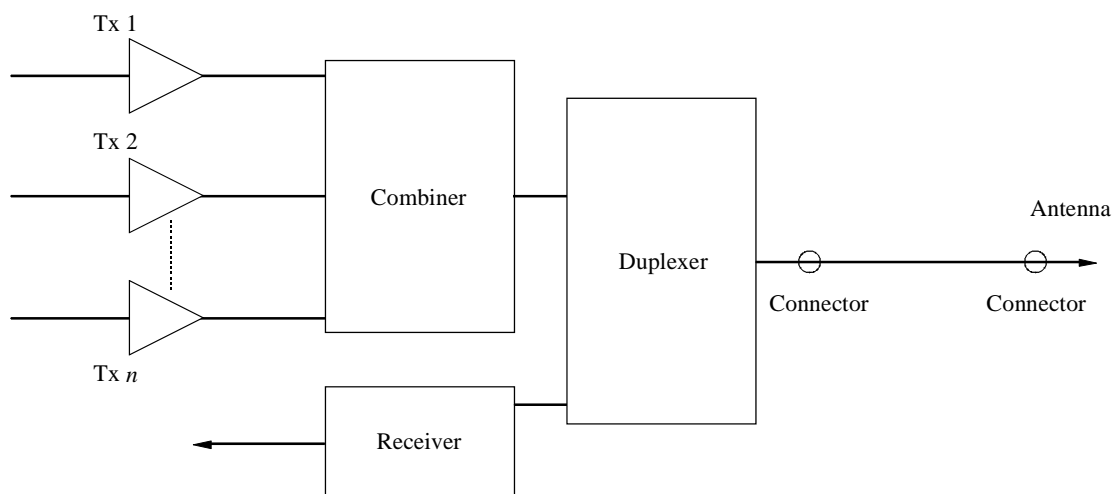 Tx 1
Tx 2
Combiner
Antenna
Duplexer
Connector
Connector
Tx n
Receiver